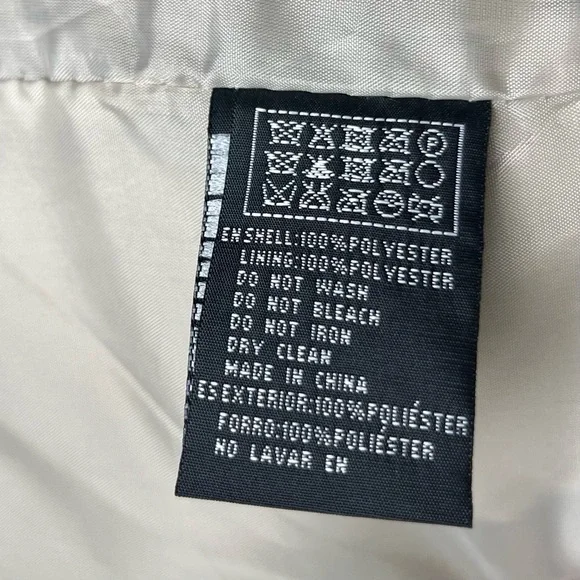 P
EN SHELL:100%POLYESTER
LINING:100%POLYESTER
DO NOT WASH
DO NOT BLEACH
DO NOT IRON
DRY CLEAN
MADE IN CHINA
ES EXTERIOR:100%POLIÉSTER
FORRO:100%POLIÉSTER
NO LAVAR EN